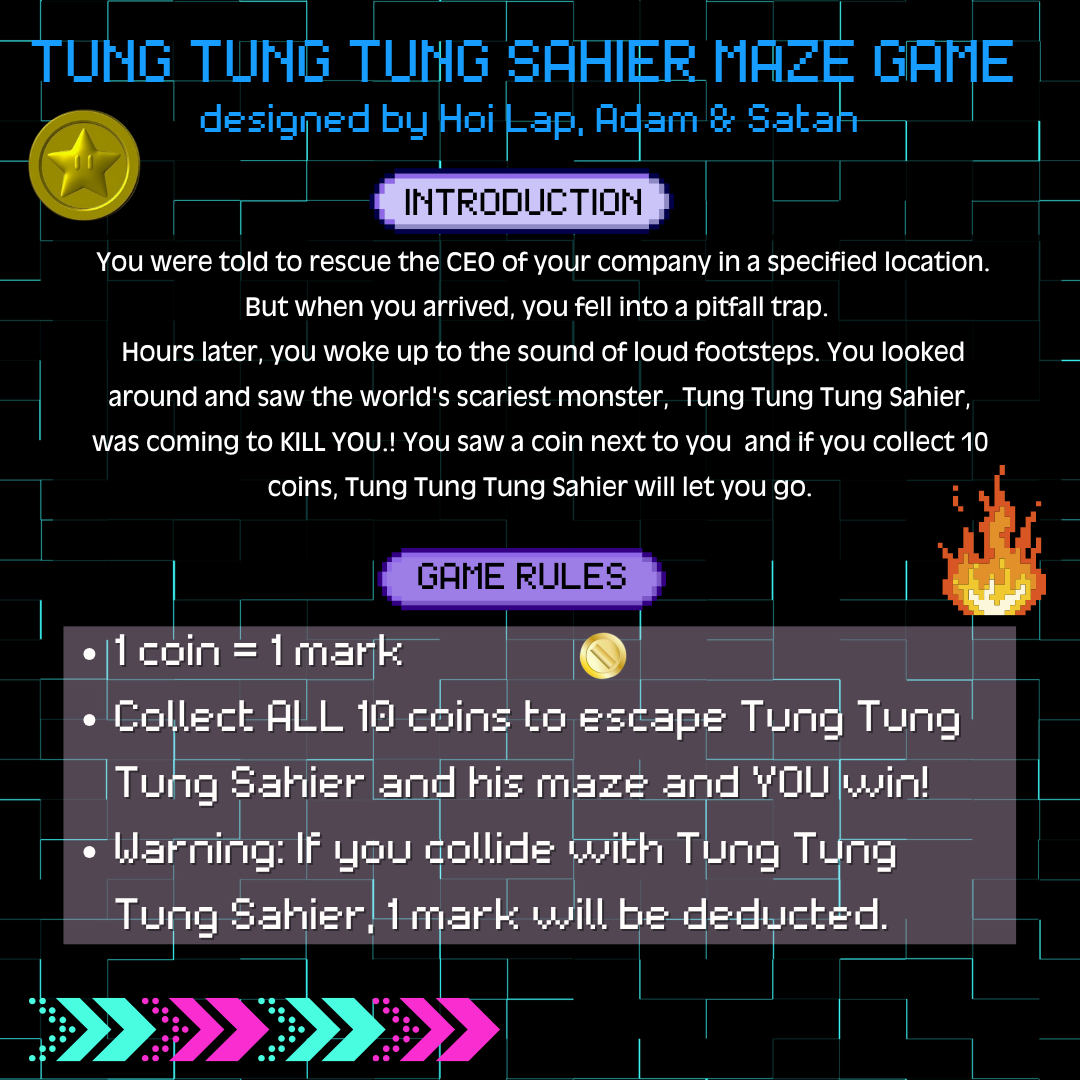 TUNG TUNG TUNG SAHIER MAZE GAME
designed by Hoi Lap, Adam & Satan
INTRODUCTION
You were told to rescue the CEO of your company in a specified location.
But when you arrived, you fell into a pitfall trap.
Hours later, you woke up to the sound of loud footsteps. You looked
around and saw the world's scariest monster,  Tung Tung Tung Sahier,
was coming to KILL YOU.! You saw a coin next to you  and if you collect 10
coins, Tung Tung Tung Sahier will let you go.
GAME RULES
• 1 coin = 1 mark
• Collect ALL 10 coins to escape Tung Tung
Tung Sahier and his maze and YOU win!
• Warning: If you collide with Tung Tung
Tung Sahier, 1 mark will be deducted.